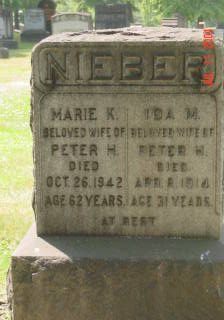 NIEBER
MARIE K.
BELOVED WIFE OF
PETER H.
DIED
OCT. 26, 1942
AGE 62 YEARS.
IDA M.
BELOVED WIFE OF
PETER H.
DIED
APR. 8, 1914
AGE 31 YEARS.
AT REST